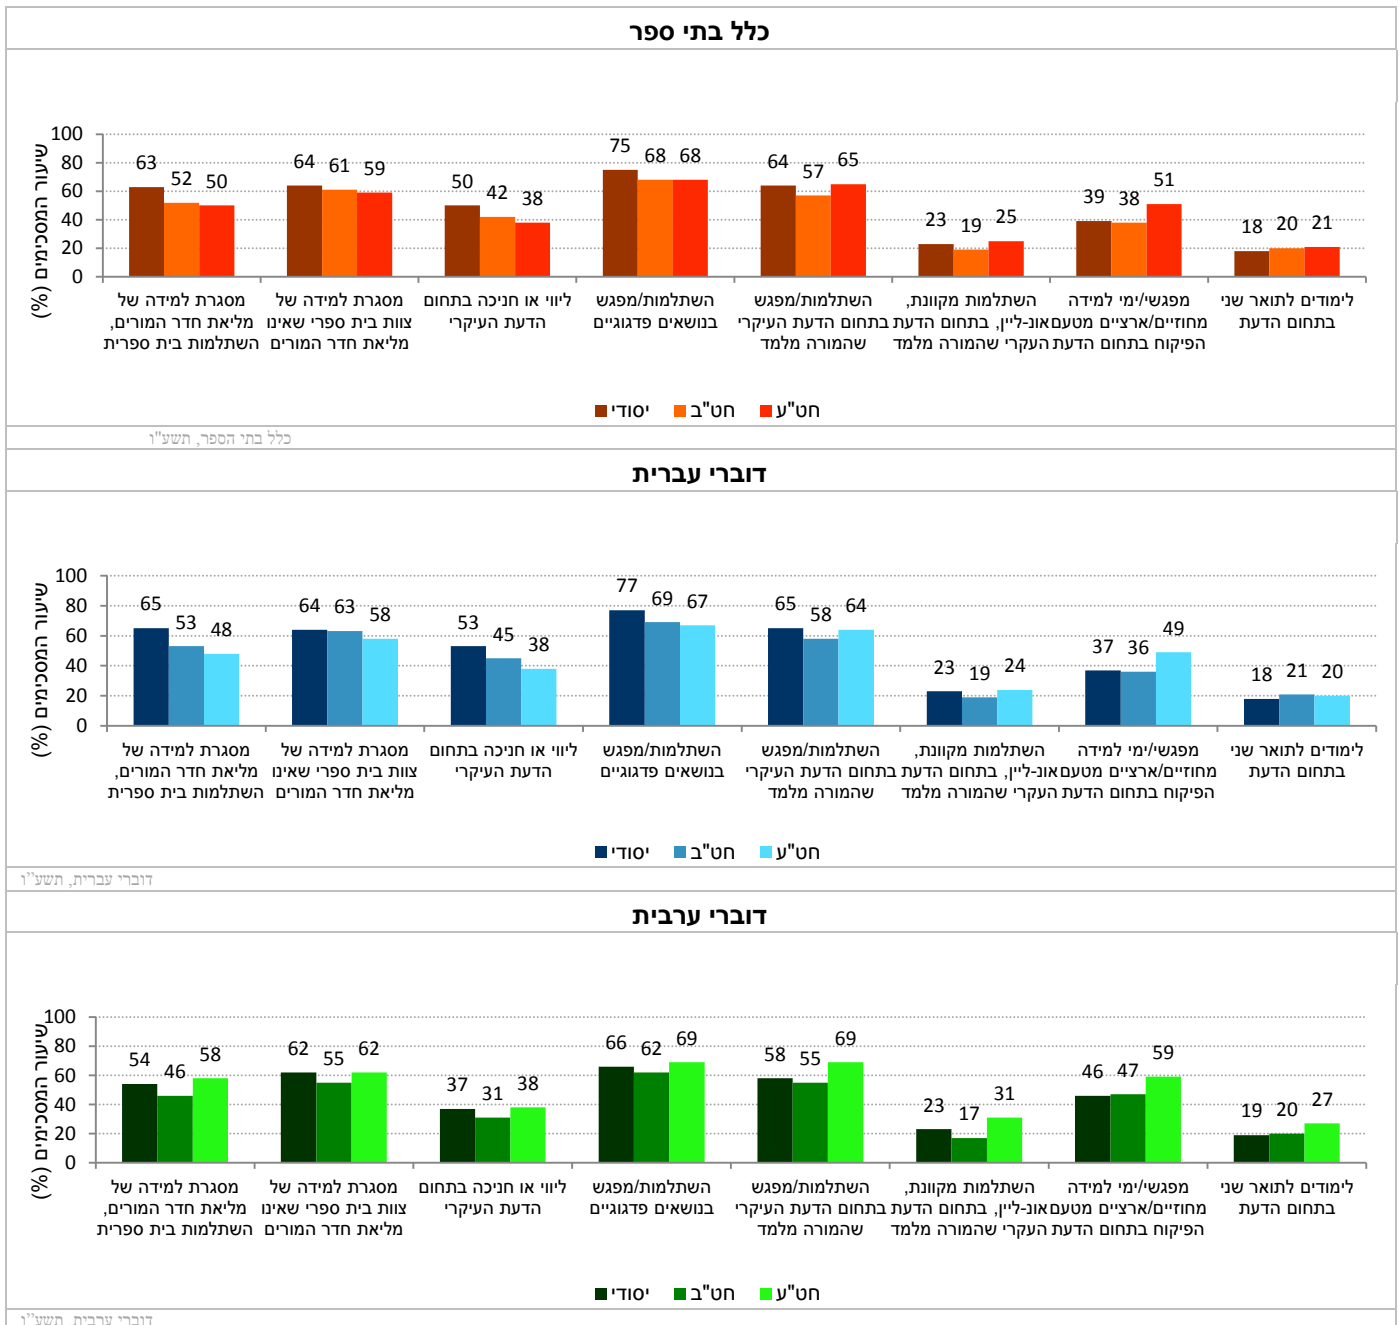 כלל בתי ספר
שיעור המסכימים (%)
100
80
60
40
20
0
63 52 50
64 61 59
50 42 38
75 68 68
64 57 65
23 19 25
39 38 51
18 20 21
מסגרת למידה של
מליאת חדר המורים,
השתלמות בית ספרית
מסגרת למידה של
צוות בית ספרי שאינו
מליאת חדר המורים
ליווי או חניכה בתחום
הדעת העיקרי
השתלמות/מפגש
בנושאים פדגוגיים
השתלמות/מפגש
בתחום הדעת העיקרי
שהמורה מלמד
השתלמות מקוונת,
אונ-ליין, בתחום הדעת
העקרי שהמורה מלמד
מפגשי/ימי למידה
מחוזיים/ארציים מטעם
הפיקוח בתחום הדעת
לימודים לתואר שני
בתחום הדעת
יסודי חט"ב חט"ע
כלל בתי הספר, תשע"ו
דוברי עברית
שיעור המסכימים (%)
100
80
60
40
20
0
65 53 48
64 63 58
53 45 38
77 69 67
65 58 64
23 19 24
37 36 49
18 21 20
מסגרת למידה של
מליאת חדר המורים,
השתלמות בית ספרית
מסגרת למידה של
צוות בית ספרי שאינו
מליאת חדר המורים
ליווי או חניכה בתחום
הדעת העיקרי
השתלמות/מפגש
בנושאים פדגוגיים
השתלמות/מפגש
בתחום הדעת העיקרי
שהמורה מלמד
השתלמות מקוונת,
אונ-ליין, בתחום הדעת
העקרי שהמורה מלמד
מפגשי/ימי למידה
מחוזיים/ארציים מטעם
הפיקוח בתחום הדעת
לימודים לתואר שני
בתחום הדעת
יסודי חט"ב חט"ע
דוברי עברית, תשע''ו
דוברי ערבית
שיעור המסכימים (%)
100
80
60
40
20
0
54 46 58
62 55 62
37 31 38
66 62 69
58 55 69
23 17 31
46 47 59
19 20 27
מסגרת למידה של
מליאת חדר המורים,
השתלמות בית ספרית
מסגרת למידה של
צוות בית ספרי שאינו
מליאת חדר המורים
ליווי או חניכה בתחום
הדעת העיקרי
השתלמות/מפגש
בנושאים פדגוגיים
השתלמות/מפגש
בתחום הדעת העיקרי
שהמורה מלמד
השתלמות מקוונת,
אונ-ליין, בתחום הדעת
העקרי שהמורה מלמד
מפגשי/ימי למידה
מחוזיים/ארציים מטעם
הפיקוח בתחום הדעת
לימודים לתואר שני
בתחום הדעת
יסודי חט"ב חט"ע
דוברי ערבית, תשע''ו